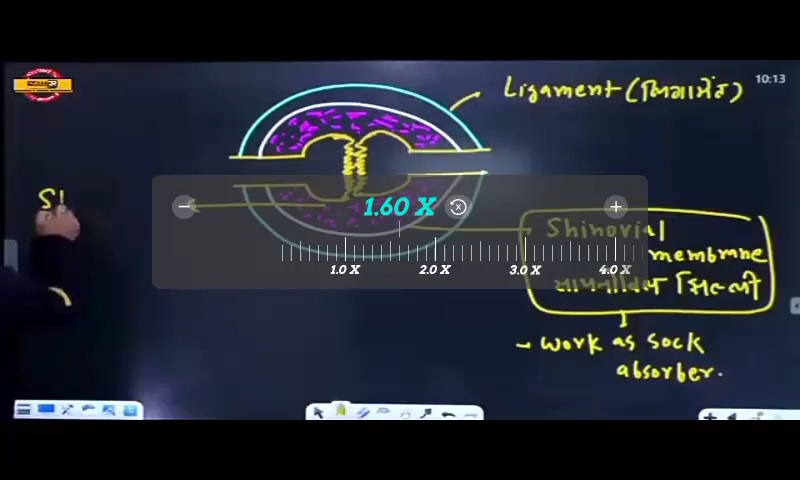 10:13
Ligament (लिगामेंट)
SI
1.60 X
1.0 X 2.0 X 3.0 X 4.0 X
Shinovial
membrane
झिल्ली
→ work as sock
absorber.